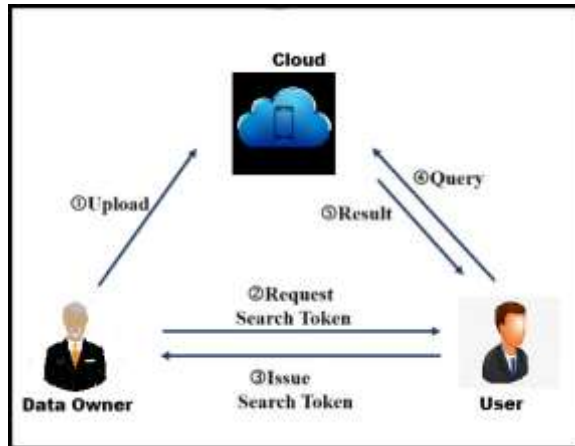 Cloud
①Upload
④Query
⑤Result
②Request
Search Token
③Issue
Search Token
Data Owner
User